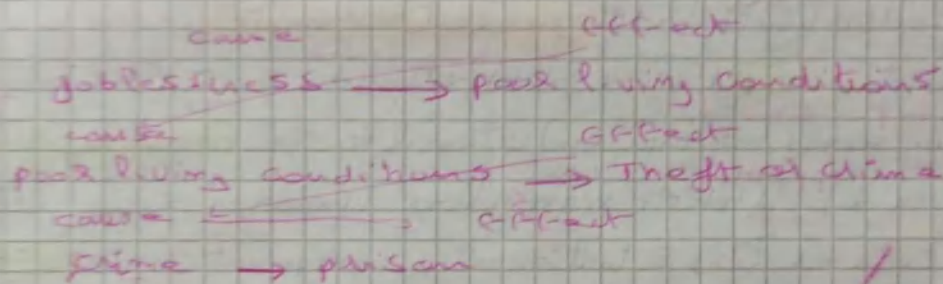 cause effect
joblessness → poor living conditions
cause effect
poor living conditions → Theft or crime
cause effect
crime → prison